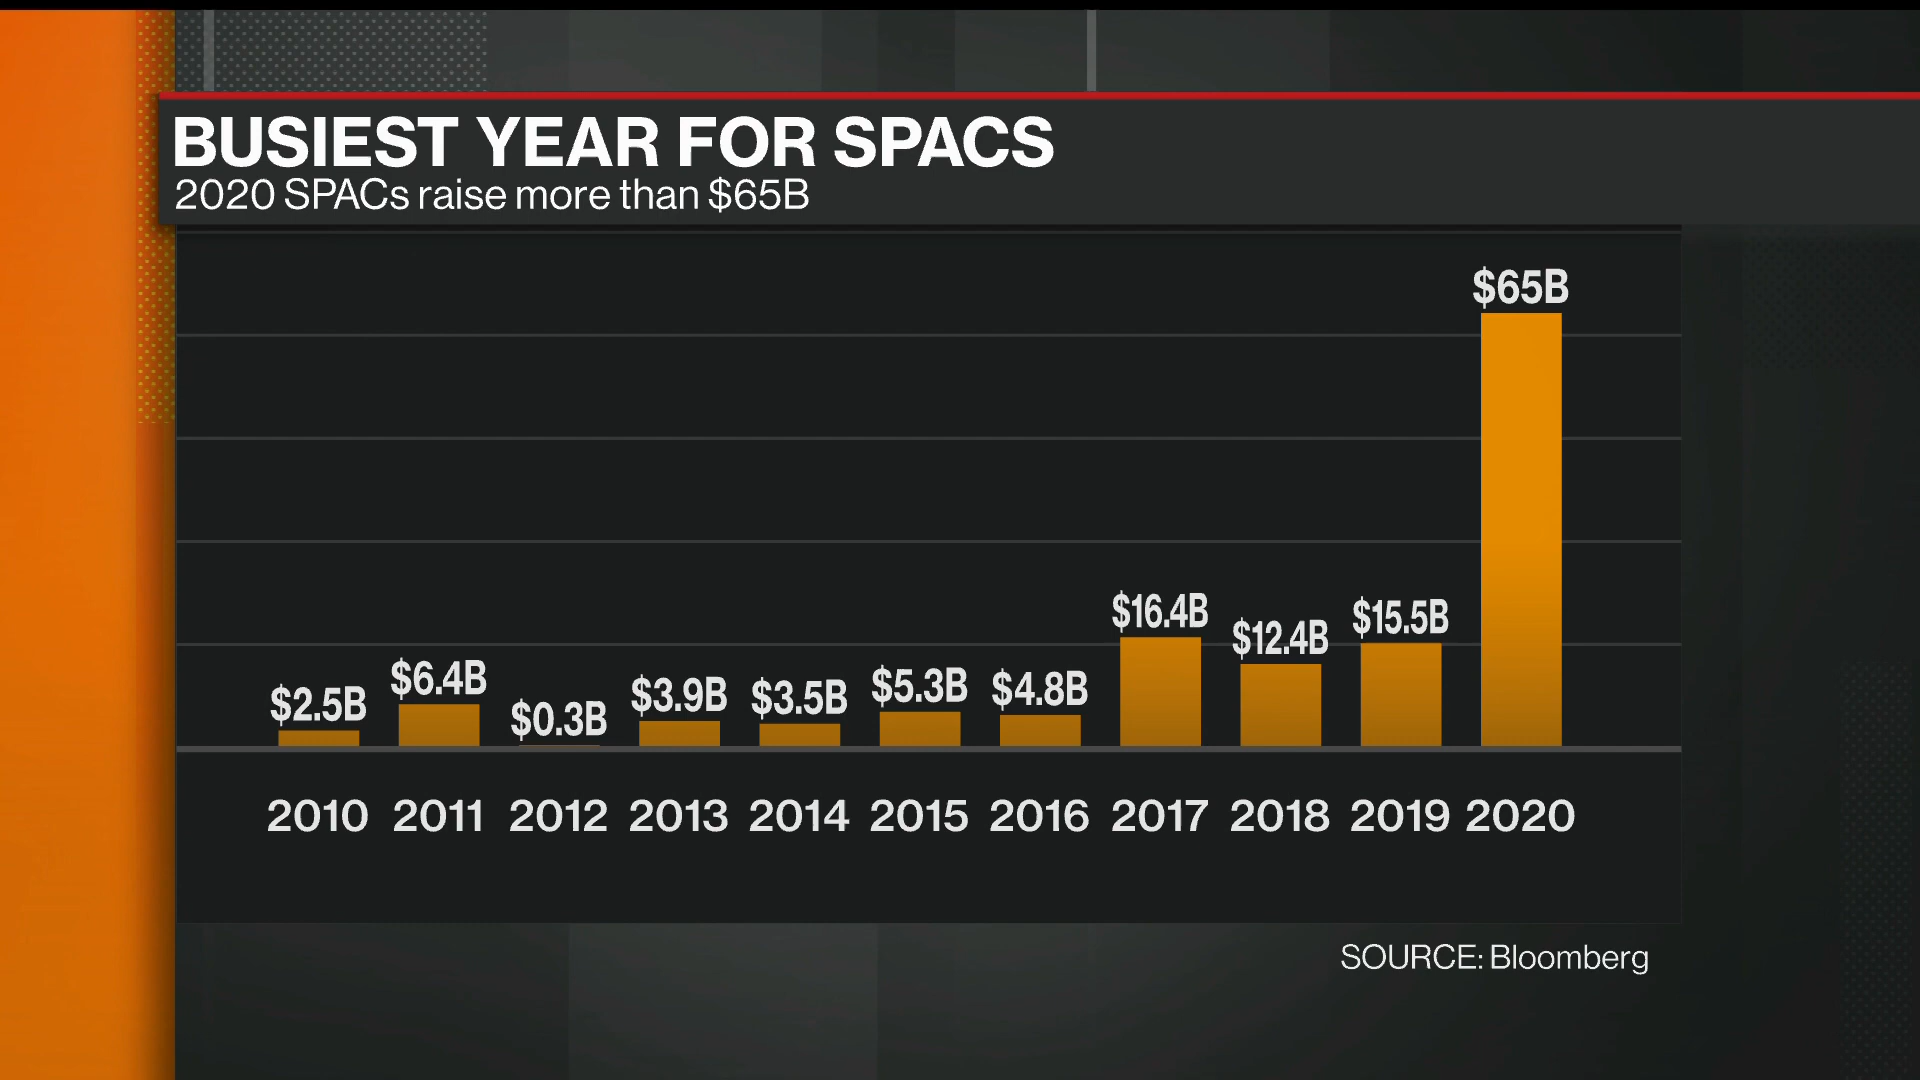 BUSIEST YEAR FOR SPACS
2020 SPACs raise more than $65B
$65B
$16.4B
$15.5B
$12.4B
$6.4B
$5.3B
$4.8B
$3.9B
$3.5B
$2.5B
$0.3B
2010 2011 2012 2013 2014 2015 2016 2017 2018 2019 2020
SOURCE: Bloomberg